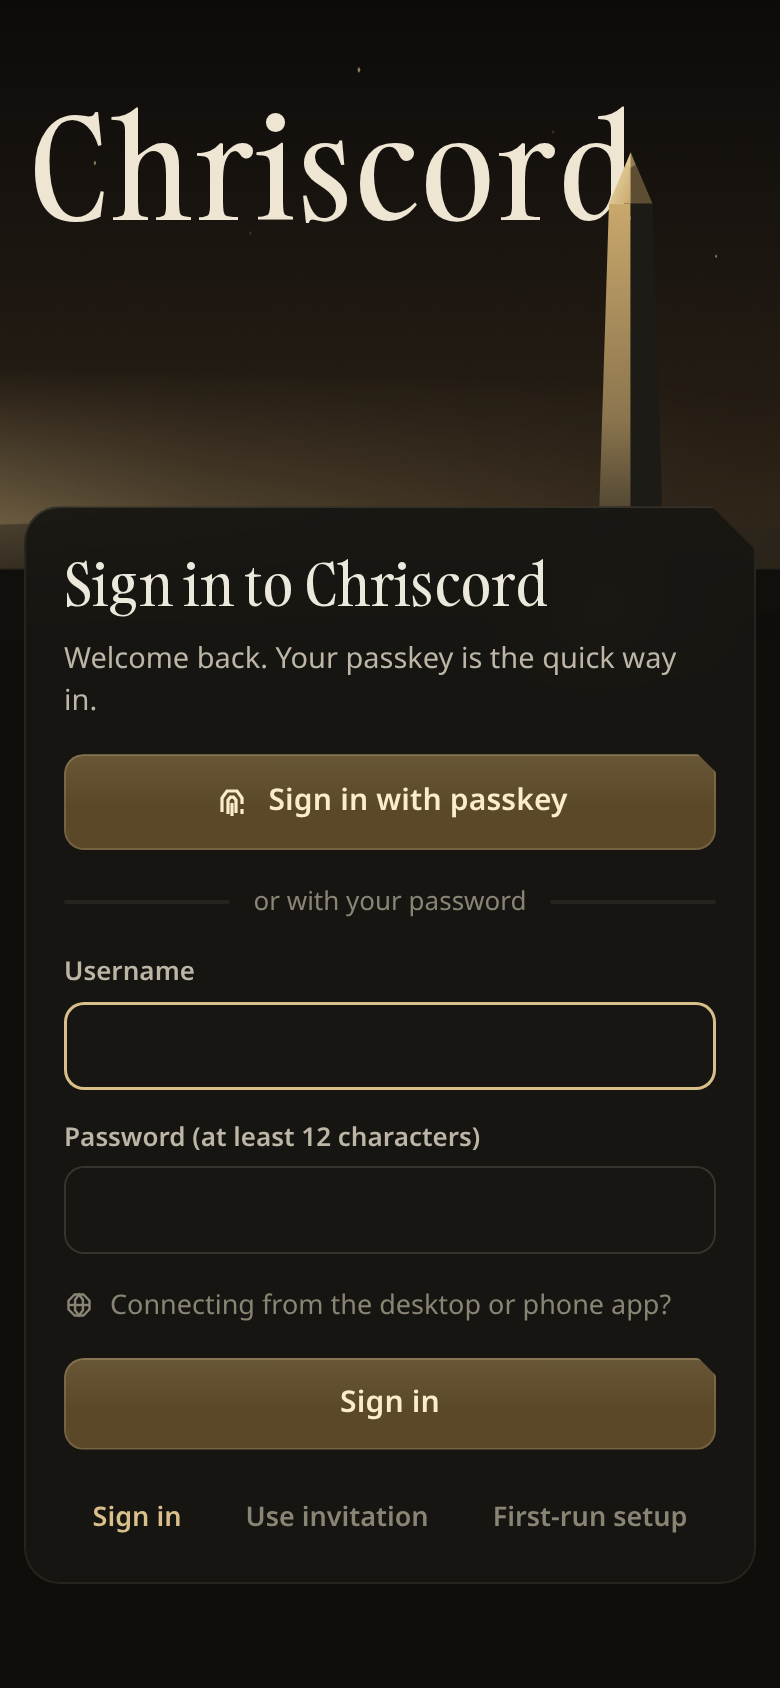 Chriscord
Sign in to Chriscord
Welcome back. Your passkey is the quick way
in.
Sign in with passkey
or with your password
Username
Password (at least 12 characters)
Connecting from the desktop or phone app?
Sign in
Sign in Use invitation First-run setup